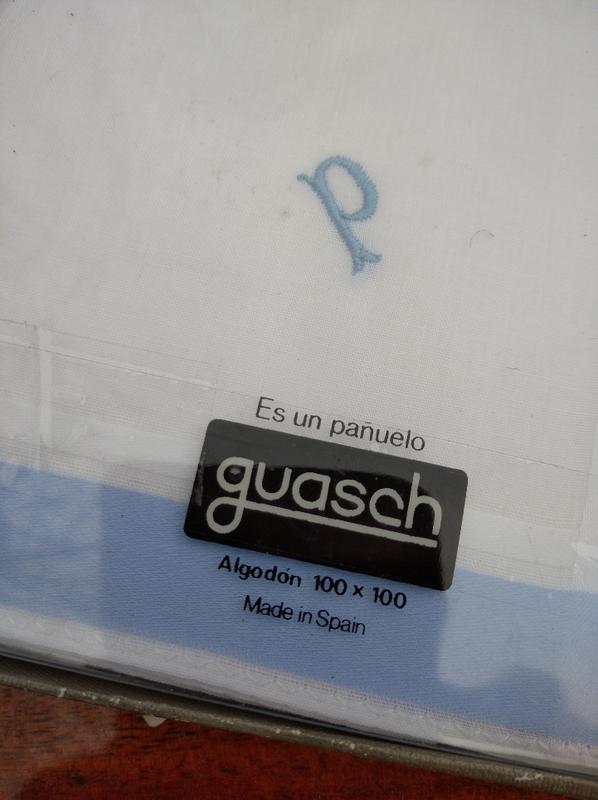 P
Es un pañuelo
guasch
Algodón 100 x 100
Made in Spain